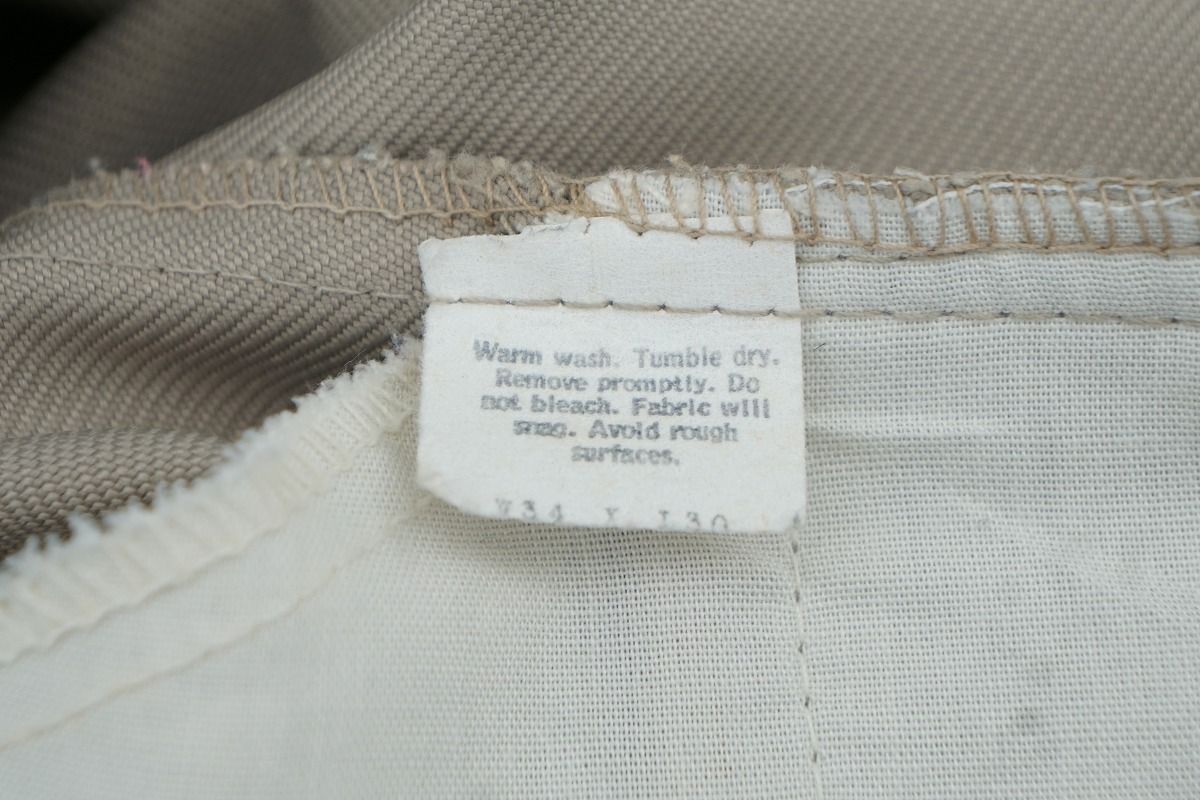 Warm wash. Tumble dry.
Remove promptly. Do
not bleach. Fabric will
snag. Avoid rough
surfaces.
W34 X L30